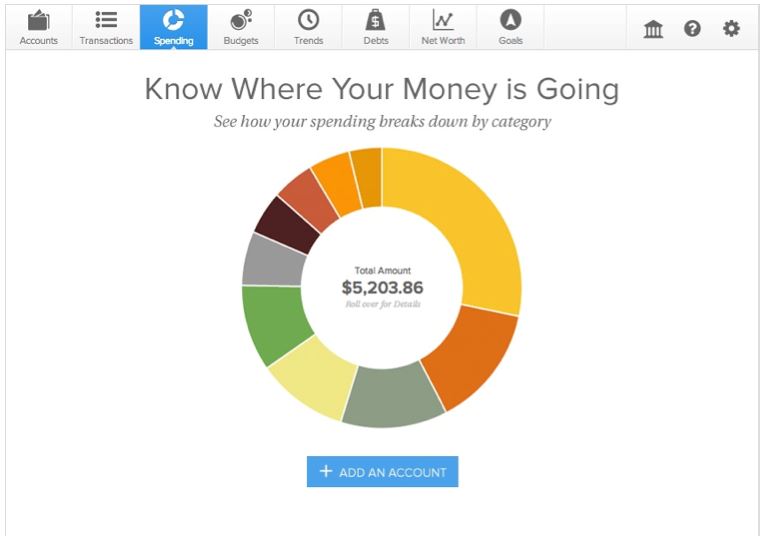 Accounts Transactions Spending Budgets Trends Debts Net Worth Goals
Know Where Your Money is Going
See how your spending breaks down by category
Total Amount
$5,203.86
Roll over for Details
+ ADD AN ACCOUNT